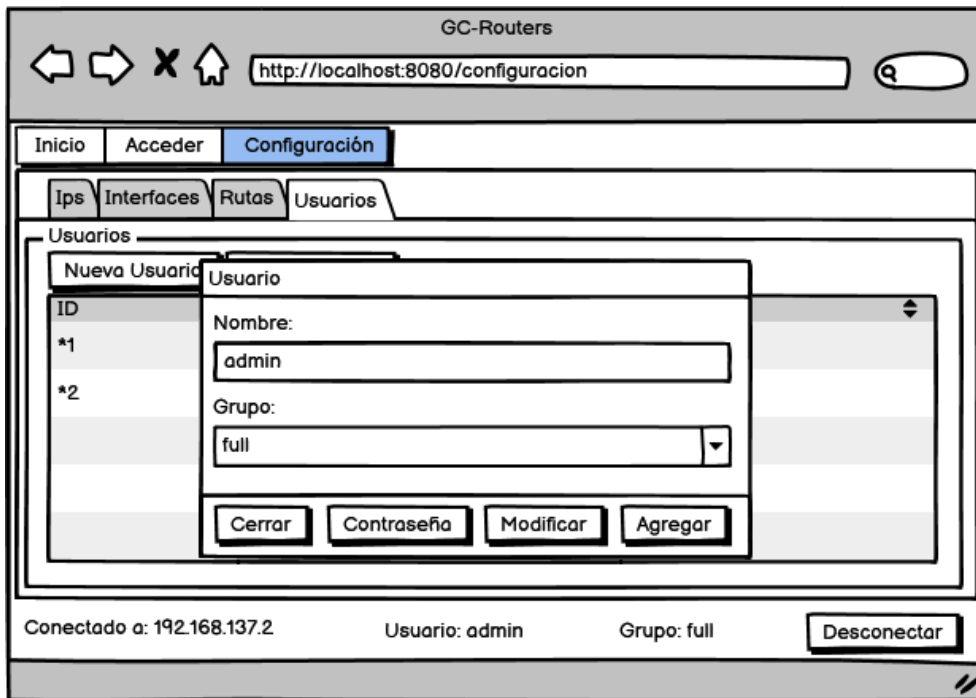 GC-Routers
http://localhost:8080/configuracion
Inicio Acceder Configuración
Ips Interfaces Rutas Usuarios
Usuarios
Nueva Usuario
Usuario
ID
Nombre:
*1
admin
*2
Grupo:
full
Cerrar Contraseña Modificar Agregar
Conectado a: 192.168.137.2 Usuario: admin Grupo: full Desconectar